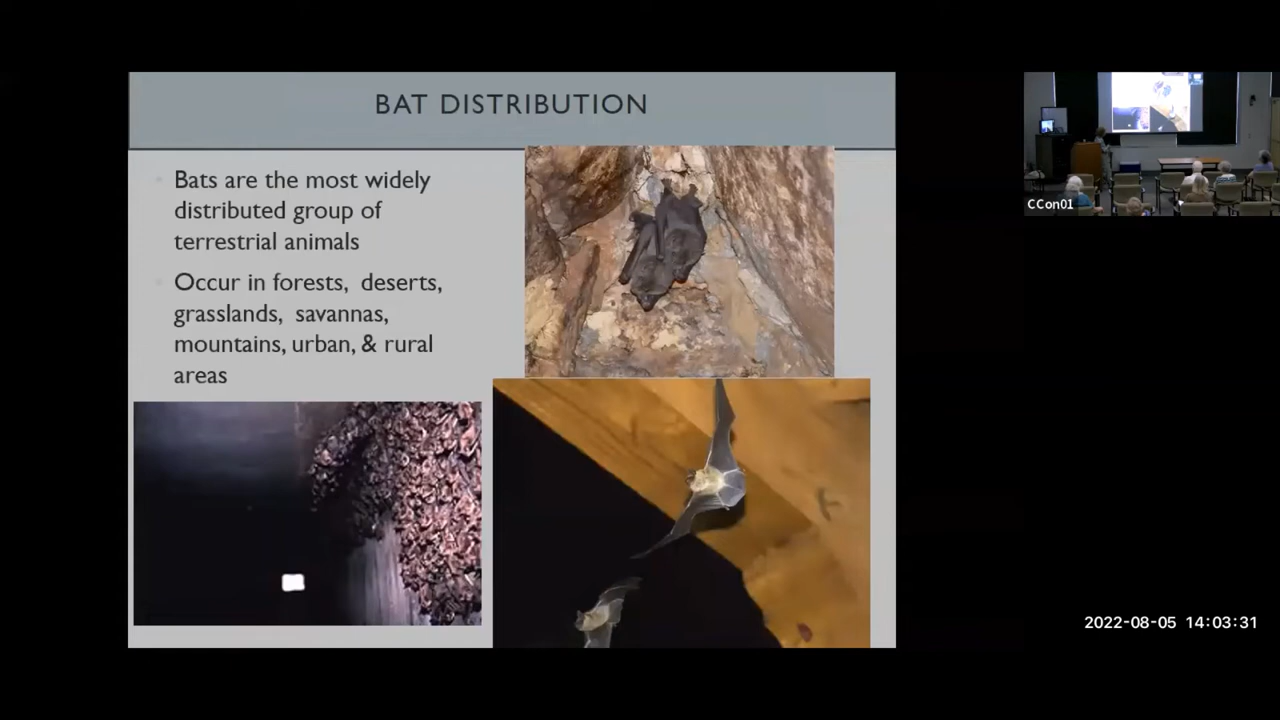 BAT DISTRIBUTION
Bats are the most widely
distributed group of
terrestrial animals
Occur in forests, deserts,
grasslands, savannas,
mountains, urban, & rural
areas
CCon01
2022-08-05 14:03:31